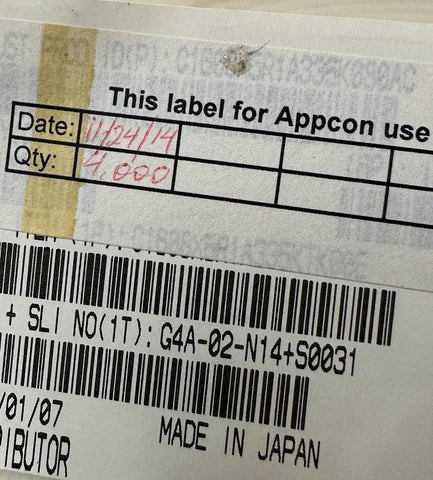 This label for Appcon use
Date: 11/24/14
Qty: 4,000
+ SLI NO(1T): G4A-02-N14+S0031
/01/07
MADE IN JAPAN
IBUTOR